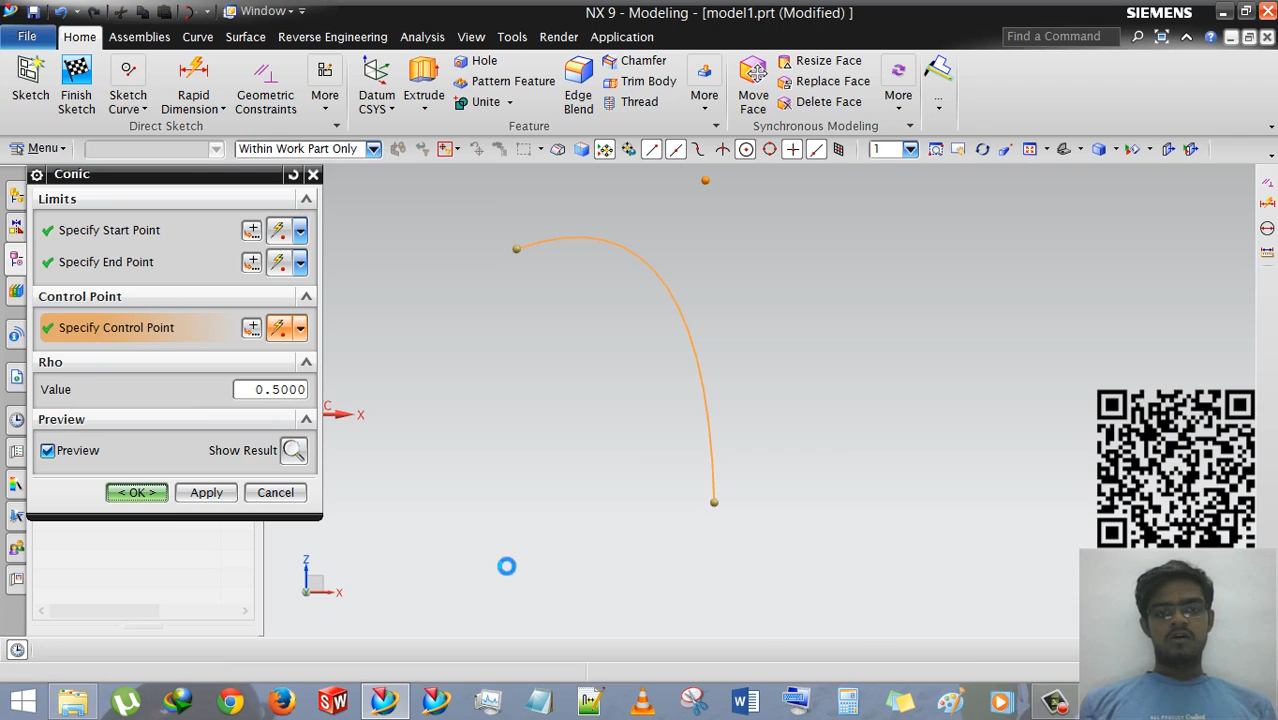 Window
NX 9 - Modeling - [model1.prt (Modified) ]
SIEMENS
File Home Assemblies Curve Surface Reverse Engineering Analysis View Tools Render Application
Find a Command
Sketch
Finish Sketch
Sketch Curve
Rapid Dimension
Geometric Constraints
More
Direct Sketch
Datum CSYS
Extrude
Hole
Pattern Feature
Unite
Edge Blend
Chamfer
Trim Body
Thread
More
Feature
Move Face
Resize Face
Replace Face
Delete Face
More
Synchronous Modeling
...
Menu
Within Work Part Only
1
Conic
Limits
Specify Start Point
Specify End Point
Control Point
Specify Control Point
Rho
Value 0.5000
Preview
Preview Show Result
< OK > Apply Cancel
C X
Z
X